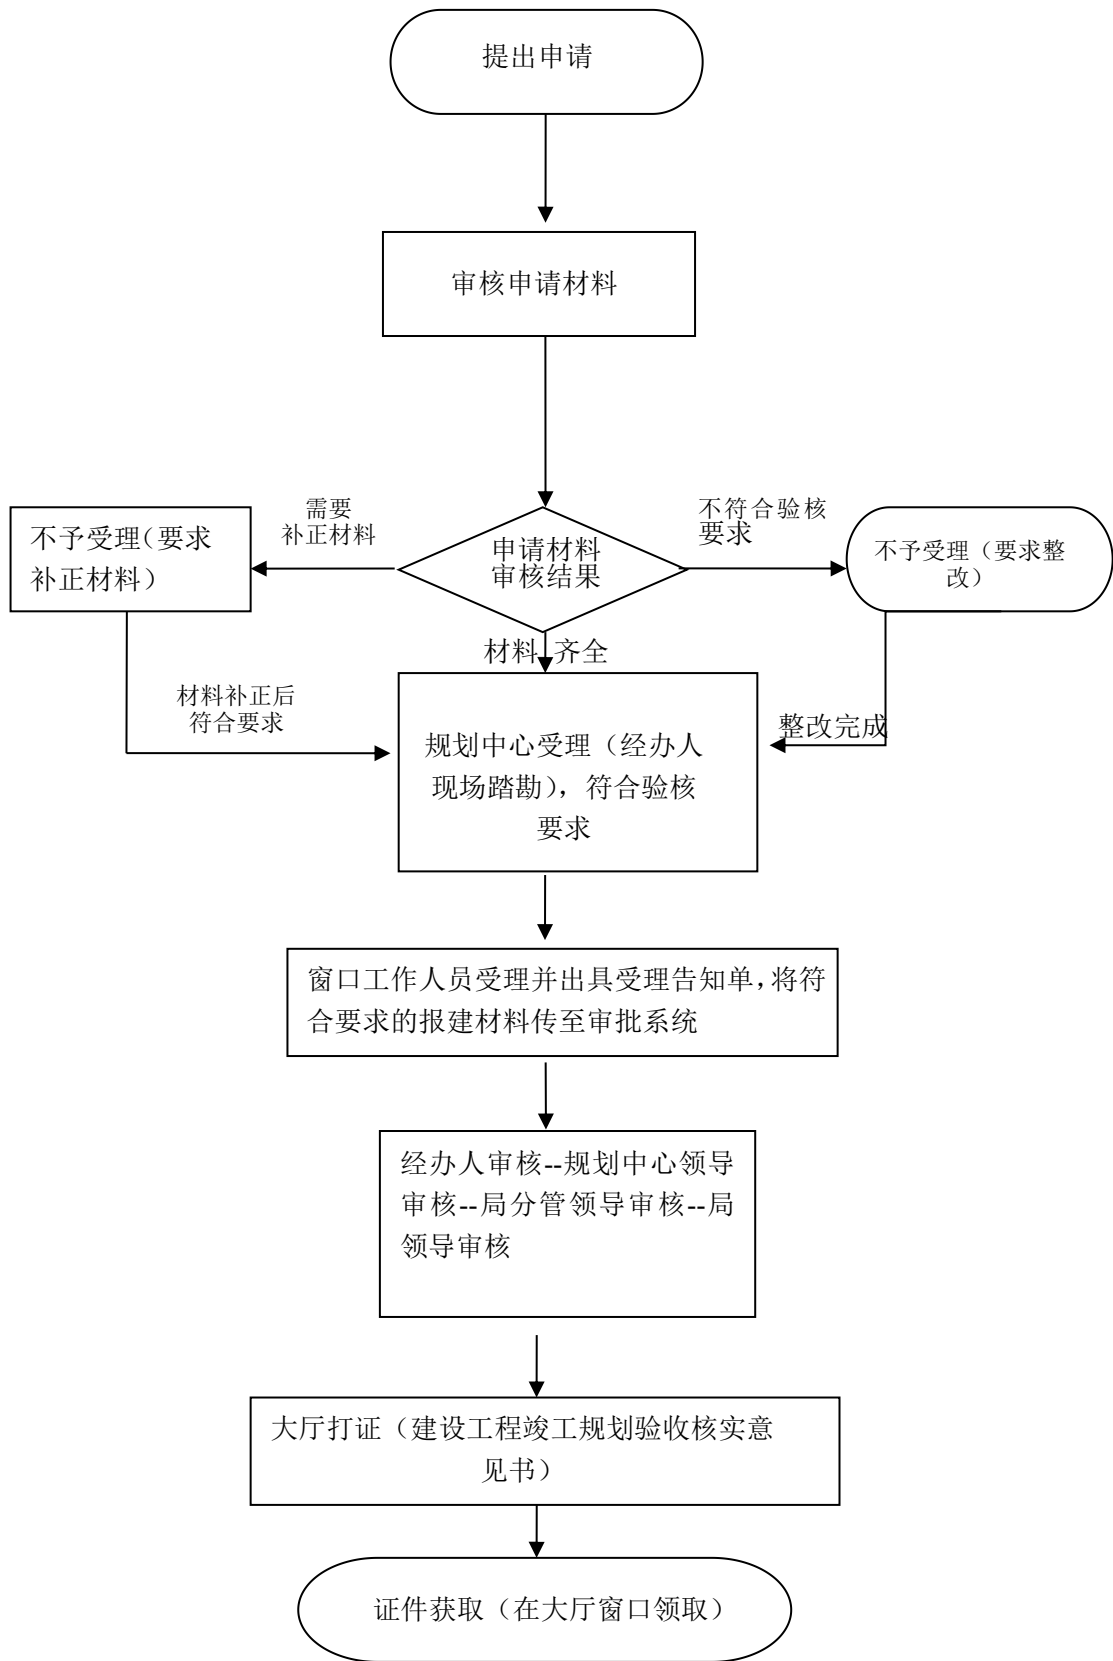 提出申请
审核申请材料
需要
补正材料
不符合验核
要求
不予受理（要求
补正材料）
申请材料
审核结果
不予受理（要求整
改）
材料 齐全
材料补正后
符合要求
整改完成
规划中心受理（经办人
现场踏勘），符合验核
要求
窗口工作人员受理并出具受理告知单，将符
合要求的报建材料传至审批系统
经办人审核--规划中心领导
审核--局分管领导审核--局
领导审核
大厅打证（建设工程竣工规划验收核实意
见书）
证件获取（在大厅窗口领取）